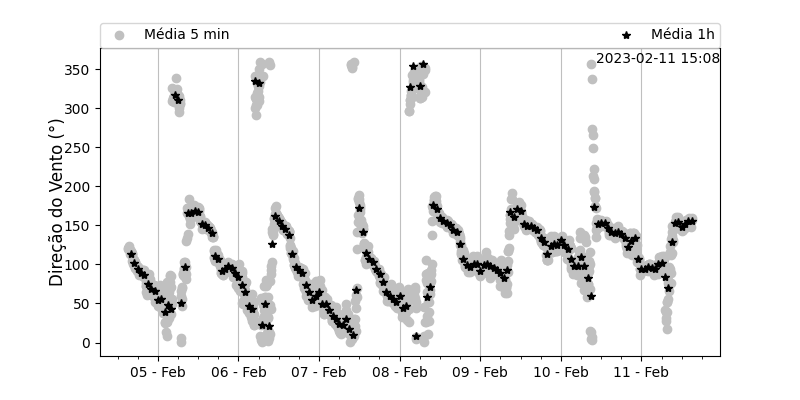 Média 5 min
Média 1h
2023-02-11 15:08
Direção do Vento (°)
350
300
250
200
150
100
50
0
05 - Feb
06 - Feb
07 - Feb
08 - Feb
09 - Feb
10 - Feb
11 - Feb